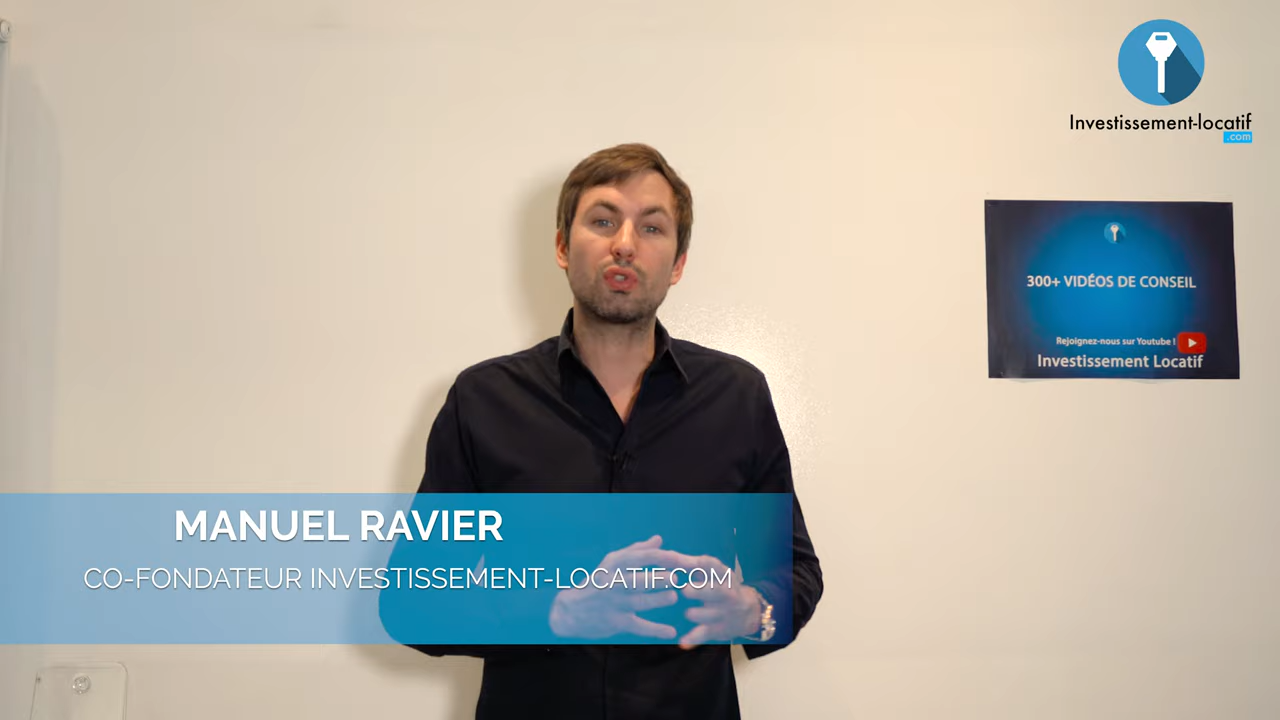 Investissement-locatif
.com
300+ VIDÉOS DE CONSEIL
Rejoignez-nous sur Youtube !
Investissement Locatif
MANUEL RAVIER
CO-FONDATEUR INVESTISSEMENT-LOCATIF.COM